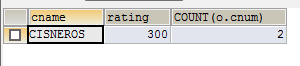 cname rating COUNT(o.cnum)
CISNEROS 300 2